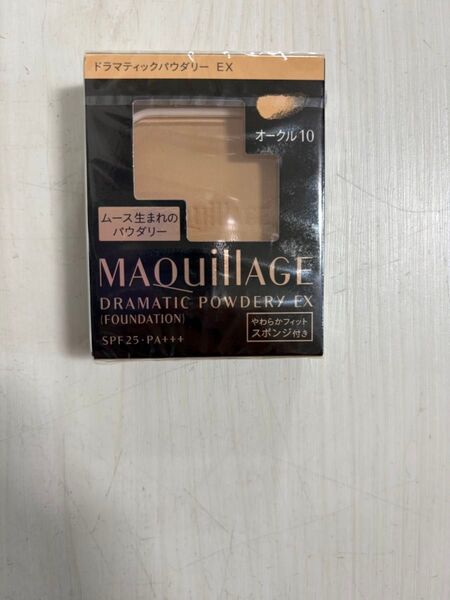 ドラマティックパウダリー EX
オークル10
ムース生まれの
パウダリー
MAQuillAGE
DRAMATIC POWDERY EX
(FOUNDATION)
SPF25・PA+++
やわらかフィット
スポンジ付き